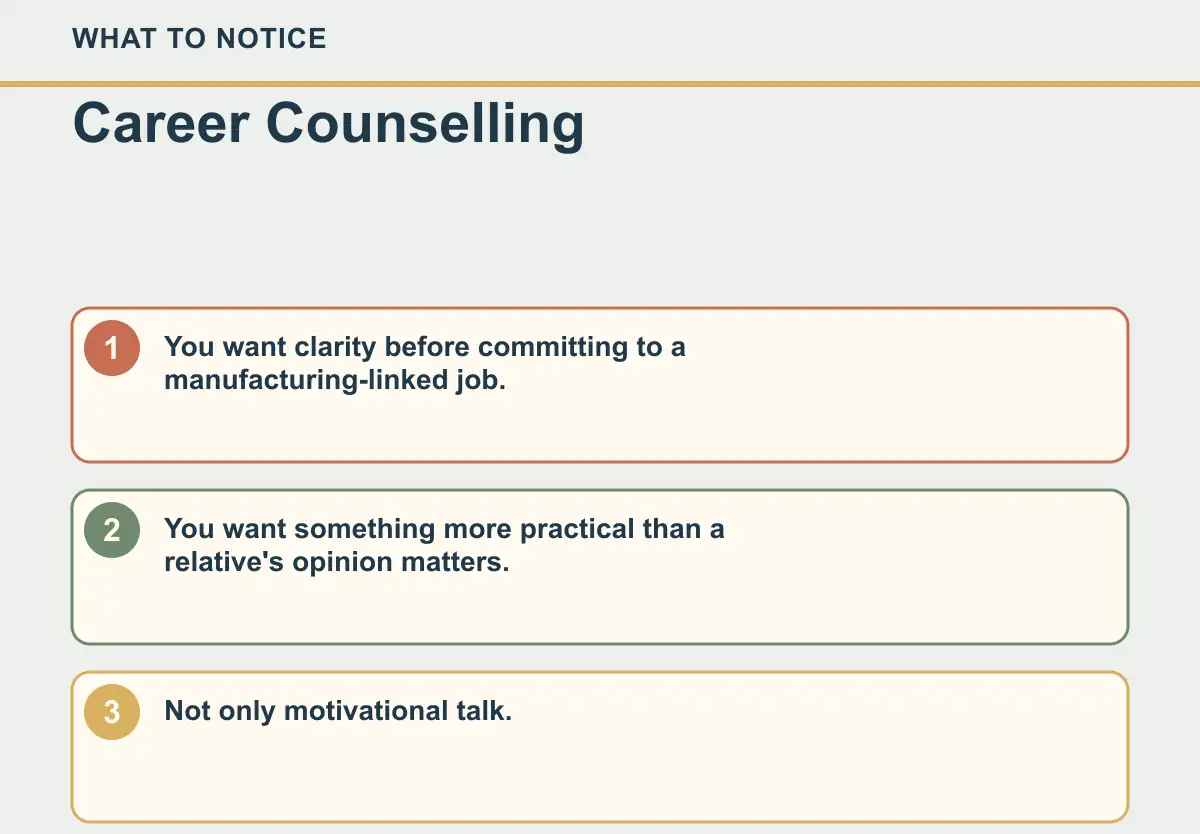 WHAT TO NOTICE
Career Counselling
1
You want clarity before committing to a
manufacturing-linked job.
2
You want something more practical than a
relative's opinion matters.
3
Not only motivational talk.